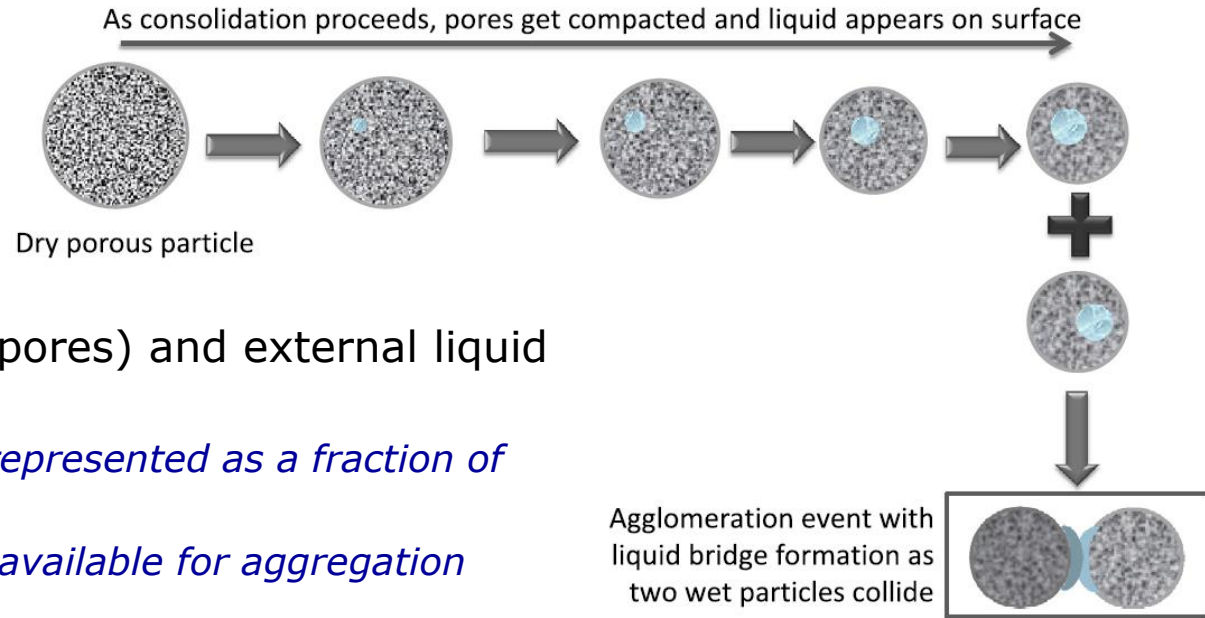 As consolidation proceeds, pores get compacted and liquid appears on surface
Dry porous particle
pores) and external liquid
represented as a fraction of
available for aggregation
Agglomeration event with
liquid bridge formation as
two wet particles collide